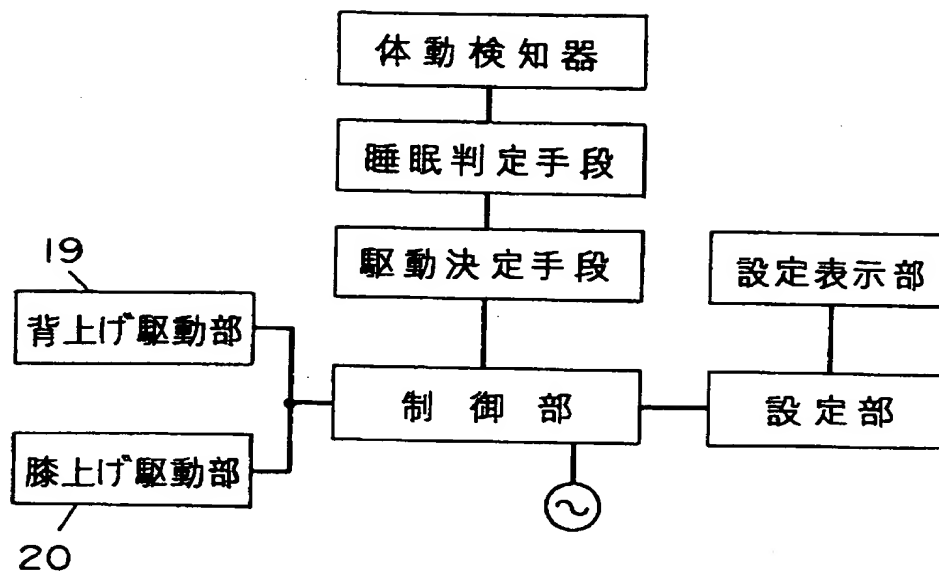 体動検知器
睡眠判定手段
駆動決定手段
19
設定表示部
背上げ駆動部
制御部
設定部
膝上げ駆動部
20